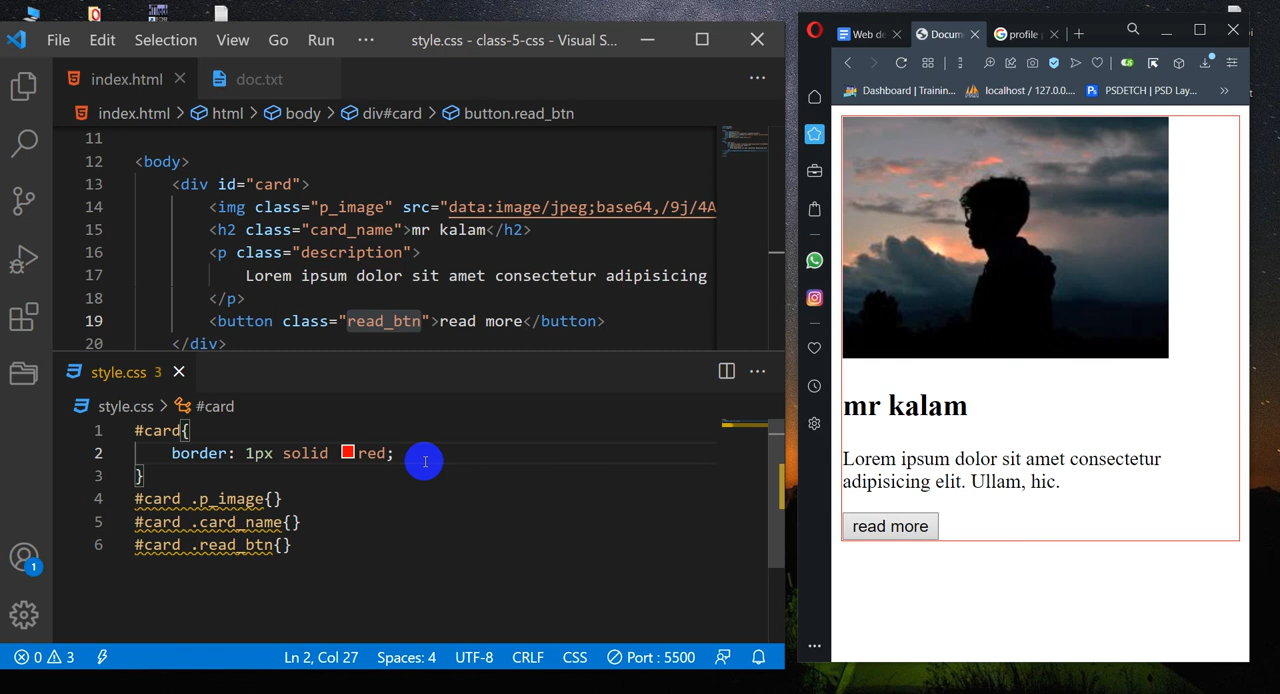 File Edit Selection View Go Run ··· style.css - class-5-css - Visual S...
index.html doc.txt
index.html > html > body > div#card > button.read_btn
11
12 <body>
13 <div id="card">
14 <img class="p_image" src="data:image/jpeg;base64,/9j/4A
15 <h2 class="card_name">mr kalam</h2>
16 <p class="description">
17 Lorem ipsum dolor sit amet consectetur adipisicing
18 </p>
19 <button class="read_btn">read more</button>
20 </div>
style.css 3
style.css > #card
1 #card{
2 border: 1px solid red;
3 }
4 #card .p_image{}
5 #card .card_name{}
6 #card .read_btn{}
1
0 3 Ln 2, Col 27 Spaces: 4 UTF-8 CRLF CSS Port : 5500
Web de Docum profile
Dashboard | Trainin... localhost / 127.0.0.... PSDETCH | PSD Lay... »
mr kalam
Lorem ipsum dolor sit amet consectetur
adipisicing elit. Ullam, hic.
read more